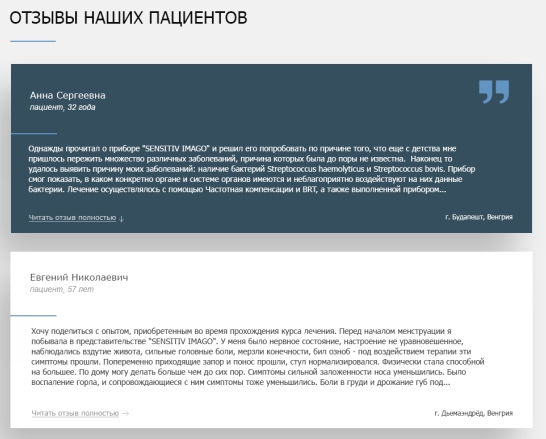 ОТЗЫВЫ НАШИХ ПАЦИЕНТОВ
Анна Сергеевна
пациент, 32 года
Однажды прочитал о приборе "SENSITIV IMAGO" и решил его попробовать по причине того, что еще с детства мне
пришлось пережить множество различных заболеваний, причина которых была до поры не известна. Наконец то
удалось выявить причину моих заболеваний: наличие бактерий Streptococcus haemolyticus и Streptococcus bovis. Прибор
смог показать, в каком конкретно органе и системе органов имеются и неблагоприятно воздействуют на них данные
бактерии. Лечение осуществлялось с помощью Частотная компенсации и BRT, а также выполненной прибором...
Читать отзыв полностью
г. Будапешт, Венгрия
Евгений Николаевич
пациент, 57 лет
Хочу поделиться с опытом, приобретенным во время прохождения курса лечения. Перед началом менструации я
побывала в представительстве "SENSITIV IMAGO". У меня было нервное состояние, настроение не уравновешенное,
наблюдались вздутие живота, сильные головные боли, мерзли конечности, бил озноб - под воздействием терапии эти
симптомы прошли. Попеременно приходящие запор и понос прошли, стул нормализировался. Физически стала способной
на большее. По дому могу делать больше чем до сих пор. Симптомы сильной заложенности носа уменьшились. Было
воспаление горла, и сопровождающиеся с ним симптомы тоже уменьшились. Боли в груди и дрожание губ под...
Читать отзыв полностью
г. Дьемаэндрёд, Венгрия